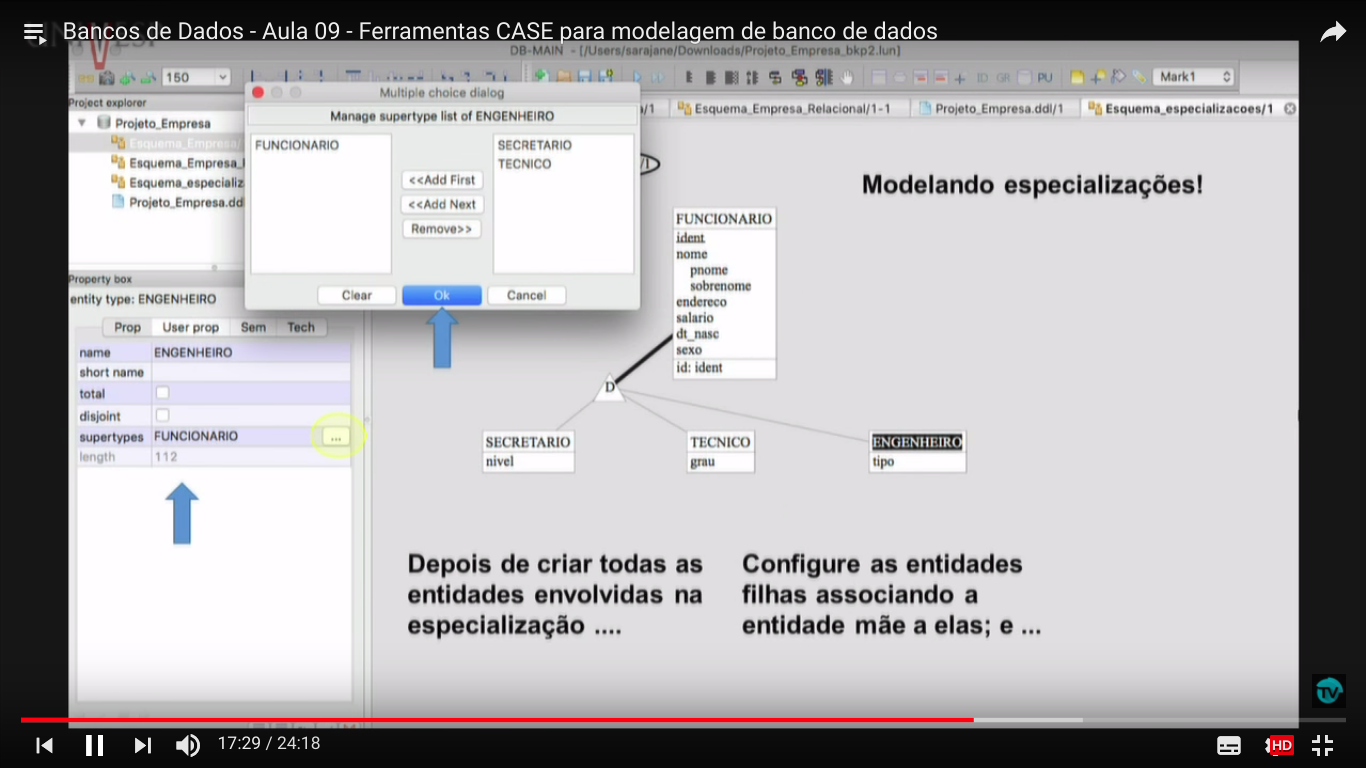 Bancos de Dados - Aula 09 - Ferramentas CASE para modelagem de banco de dados
DB-MAIN - [/Users/sarajane/Downloads/Projeto_Empresa_bkp2.lun]
150
ID
GR
PU
Mark1
Project explorer
Projeto_Empresa
Esquema_Empresa/
Esquema_Empresa_
Esquema_especializ
Projeto_Empresa.dd
/1
Esquema_Empresa_Relacional/1-1
Projeto_Empresa.ddl/1
Esquema_especializacoes/1
Multiple choice dialog
Manage supertype list of ENGENHEIRO
FUNCIONARIO
<<Add First
<<Add Next
Remove>>
SECRETARIO
TECNICO
Clear
Ok
Cancel
Property box
entity type: ENGENHEIRO
Prop
User prop
Sem
Tech
name ENGENHEIRO
short name
total
disjoint
supertypes FUNCIONARIO ...
length 112
Modelando especializações!
FUNCIONARIO
ident
nome
pnome
sobrenome
endereco
salario
dt_nasc
sexo
id: ident
D
SECRETARIO
nivel
TECNICO
grau
ENGENHEIRO
tipo
Depois de criar todas as
entidades envolvidas na
especialização ....
Configure as entidades
filhas associando a
entidade mãe a elas; e ...
TV
17:29 / 24:18
HD